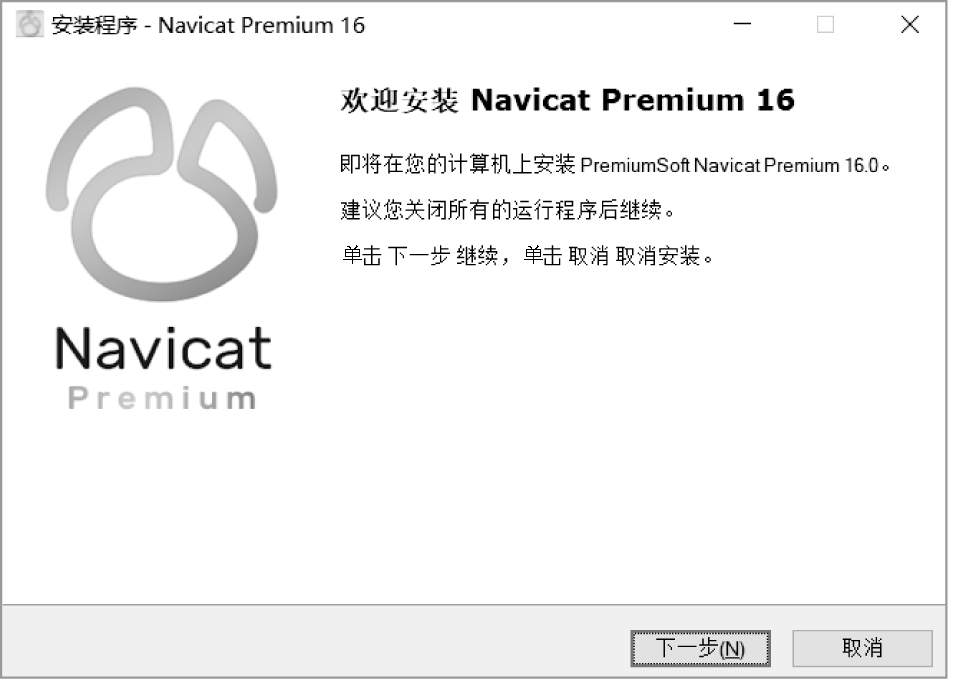 安装程序 - Navicat Premium 16
欢迎安装 Navicat Premium 16
即将在您的计算机上安装 PremiumSoft Navicat Premium 16.0。
建议您关闭所有的运行程序后继续。
单击 下一步 继续，单击 取消 取消安装。
Navicat
Premium
下一步(N)
取消